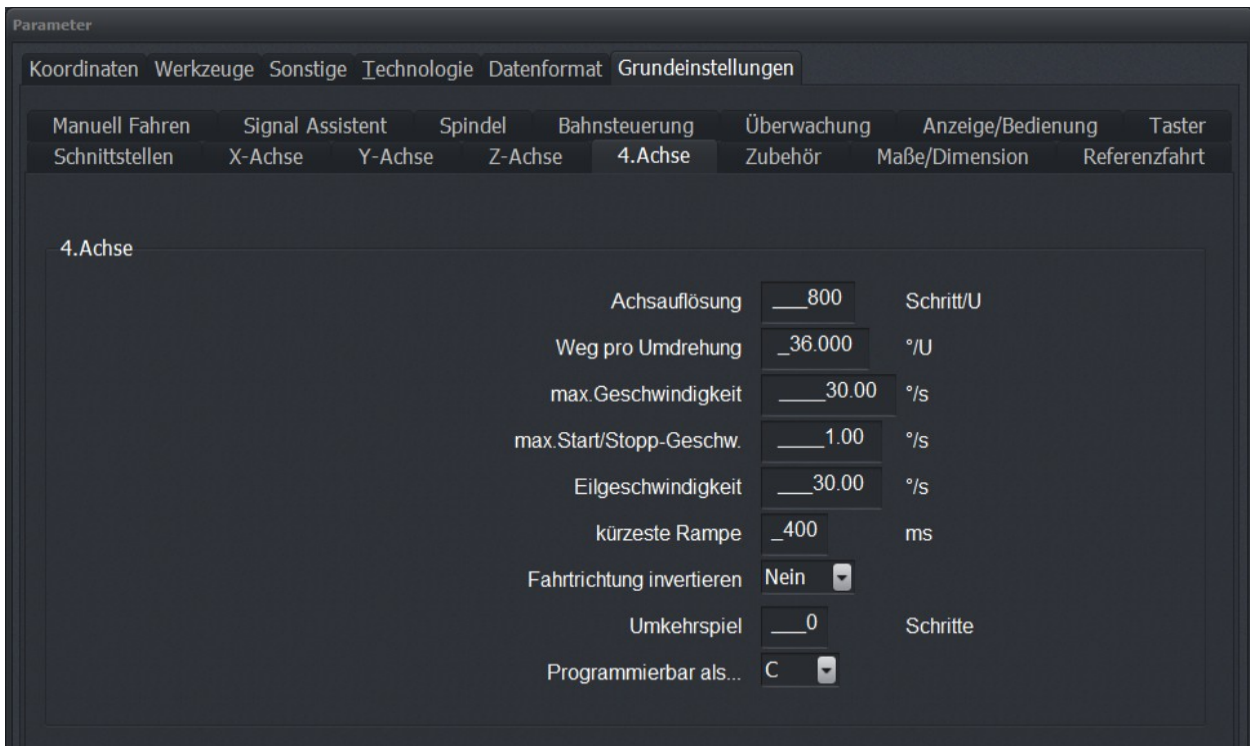 Parameter
Koordinaten Werkzeuge Sonstige Technologie Datenformat Grundeinstellungen
Manuell Fahren Signal Assistent Spindel Bahnsteuerung Überwachung Anzeige/Bedienung Taster
Schnittstellen X-Achse Y-Achse Z-Achse 4.Achse Zubehör Maße/Dimension Referenzfahrt
4.Achse
Achsauflösung ___800 Schritt/U
Weg pro Umdrehung _36.000 °/U
max.Geschwindigkeit ____30.00 °/s
max.Start/Stopp-Geschw. ____1.00 °/s
Eilgeschwindigkeit ___30.00 °/s
kürzeste Rampe _400 ms
Fahrtrichtung invertieren Nein
Umkehrspiel ___0 Schritte
Programmierbar als... C